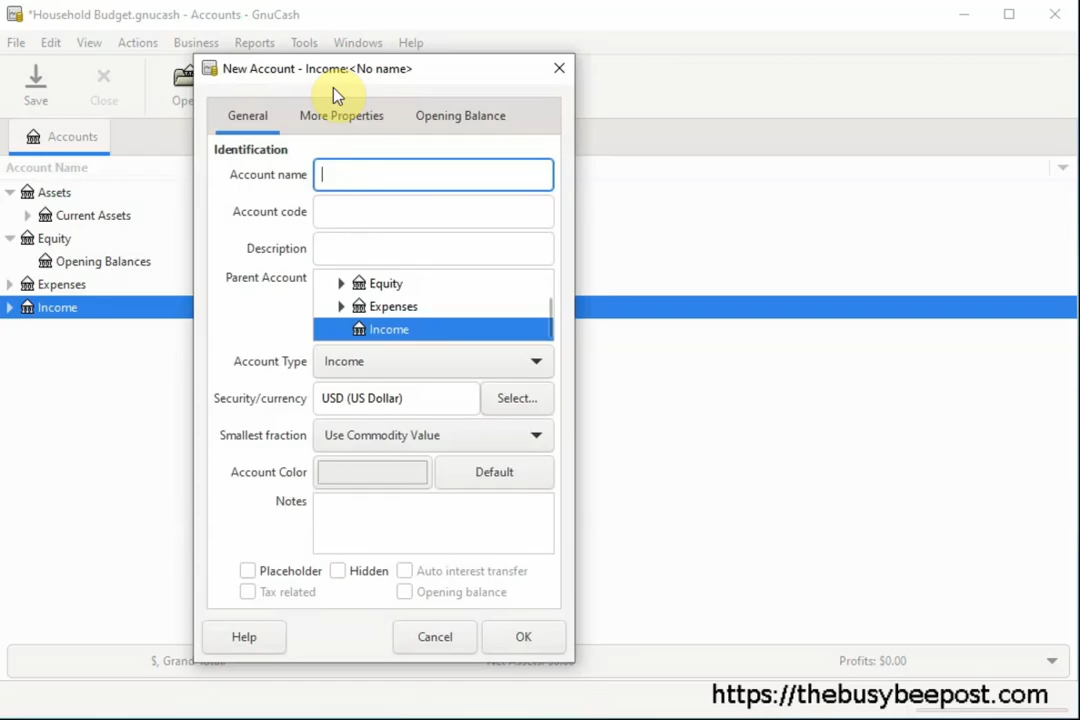 *Household Budget.gnucash - Accounts - GnuCash
File Edit View Actions Business Reports Tools Windows Help
Save Close Ope
Accounts
Account Name
Assets
Current Assets
Equity
Opening Balances
Expenses
Income
New Account - Income:<No name>
General More Properties Opening Balance
Identification
Account name
Account code
Description
Parent Account
Equity
Expenses
Income
Account Type Income
Security/currency USD (US Dollar) Select...
Smallest fraction Use Commodity Value
Account Color Default
Notes
Placeholder Hidden Auto interest transfer
Tax related Opening balance
Help Cancel OK
$, Grand Profits: $0.00
https://thebusybeepost.com